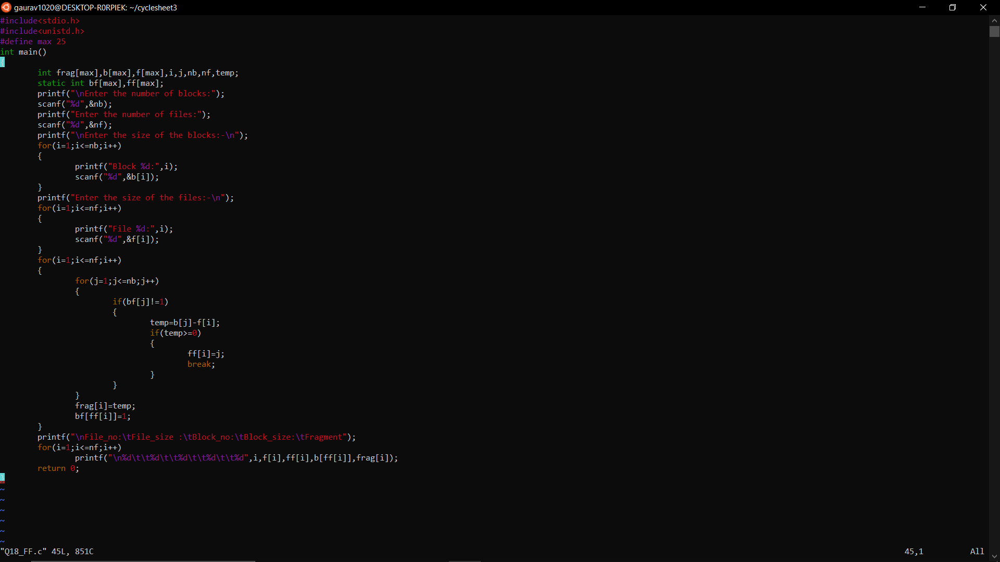 gaurav1020@DESKTOP-R0RPIEK: ~/cyclesheet3
#include<stdio.h>
#include<unistd.h>
#define max 25
int main()
{
        int frag[max],b[max],f[max],i,j,nb,nf,temp;
        static int bf[max],ff[max];
        printf("\nEnter the number of blocks:");
        scanf("%d",&nb);
        printf("Enter the number of files:");
        scanf("%d",&nf);
        printf("\nEnter the size of the blocks:-\n");
        for(i=1;i<=nb;i++)
        {
                printf("Block %d:",i);
                scanf("%d",&b[i]);
        }
        printf("Enter the size of the files:-\n");
        for(i=1;i<=nf;i++)
        {
                printf("File %d:",i);
                scanf("%d",&f[i]);
        }
        for(i=1;i<=nf;i++)
        {
                for(j=1;j<=nb;j++)
                {
                        if(bf[j]!=1)
                        {
                                temp=b[j]-f[i];
                                if(temp>=0)
                                {
                                        ff[i]=j;
                                        break;
                                }
                        }
                }
                frag[i]=temp;
                bf[ff[i]]=1;
        }
        printf("\nFile_no:\tFile_size :\tBlock_no:\tBlock_size:\tFragment");
        for(i=1;i<=nf;i++)
                printf("\n%d\t\t%d\t\t%d\t\t%d\t\t%d",i,f[i],ff[i],b[ff[i]],frag[i]);
        return 0;
}
~
~
~
~
~
~
"Q18_FF.c" 45L, 851C 45,1 All